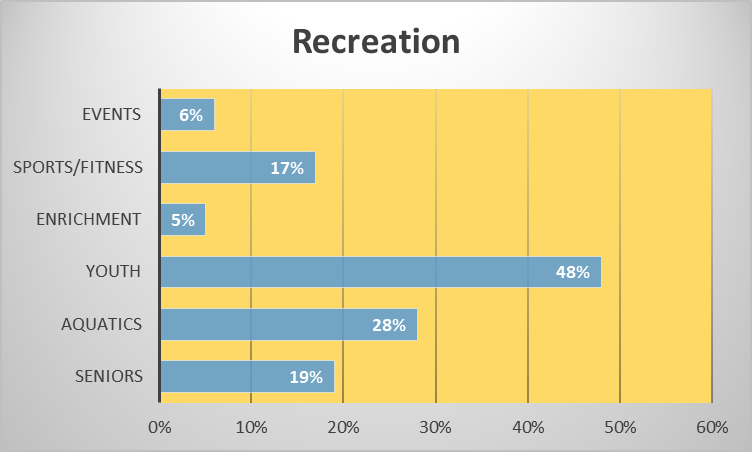 Recreation
EVENTS 6%
SPORTS/FITNESS 17%
ENRICHMENT 5%
YOUTH 48%
AQUATICS 28%
SENIORS 19%
0% 10% 20% 30% 40% 50% 60%